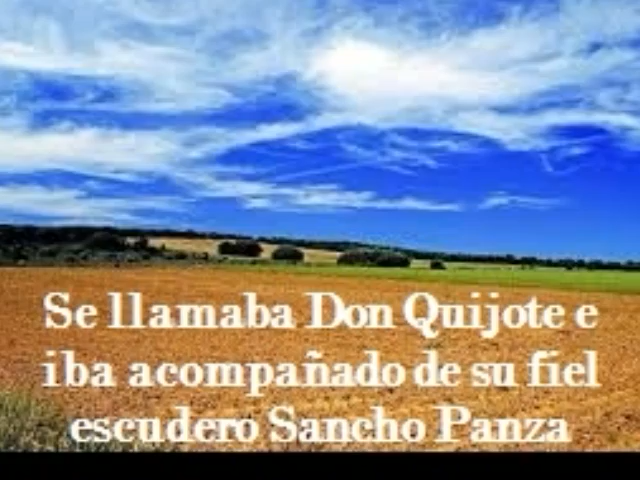 Se llamaba Don Quijote e
iba acompañado de su fiel
escudero Sancho Panza